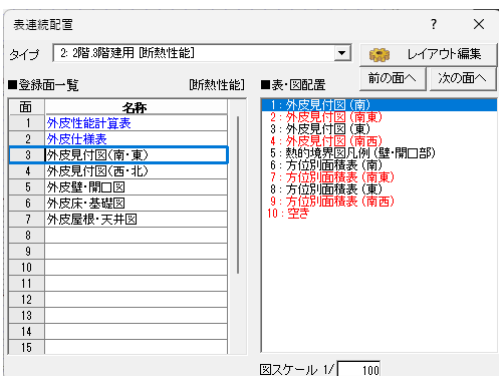 表連続配置 ? ×
タイプ 2: 2階.3階建用 [断熱性能] レイアウト編集
■登録面一覧 [断熱性能] ■表・図配置 前の面へ 次の面へ
面 名称
1 外皮性能計算表
2 外皮仕様表
3 外皮見付図(南・東)
4 外皮見付図(西・北)
5 外皮壁・開口図
6 外皮床・基礎図
7 外皮屋根・天井図
8
9
10
11
12
13
14
15
1 : 外皮見付図 (南)
2 : 外皮見付図 (南東)
3 : 外皮見付図 (東)
4 : 外皮見付図 (南西)
5 : 熱的境界図凡例 (壁・開口部)
6 : 方位別面積表 (南)
7 : 方位別面積表 (南東)
8 : 方位別面積表 (東)
9 : 方位別面積表 (南西)
10 : 空き
図スケール 1/ 100